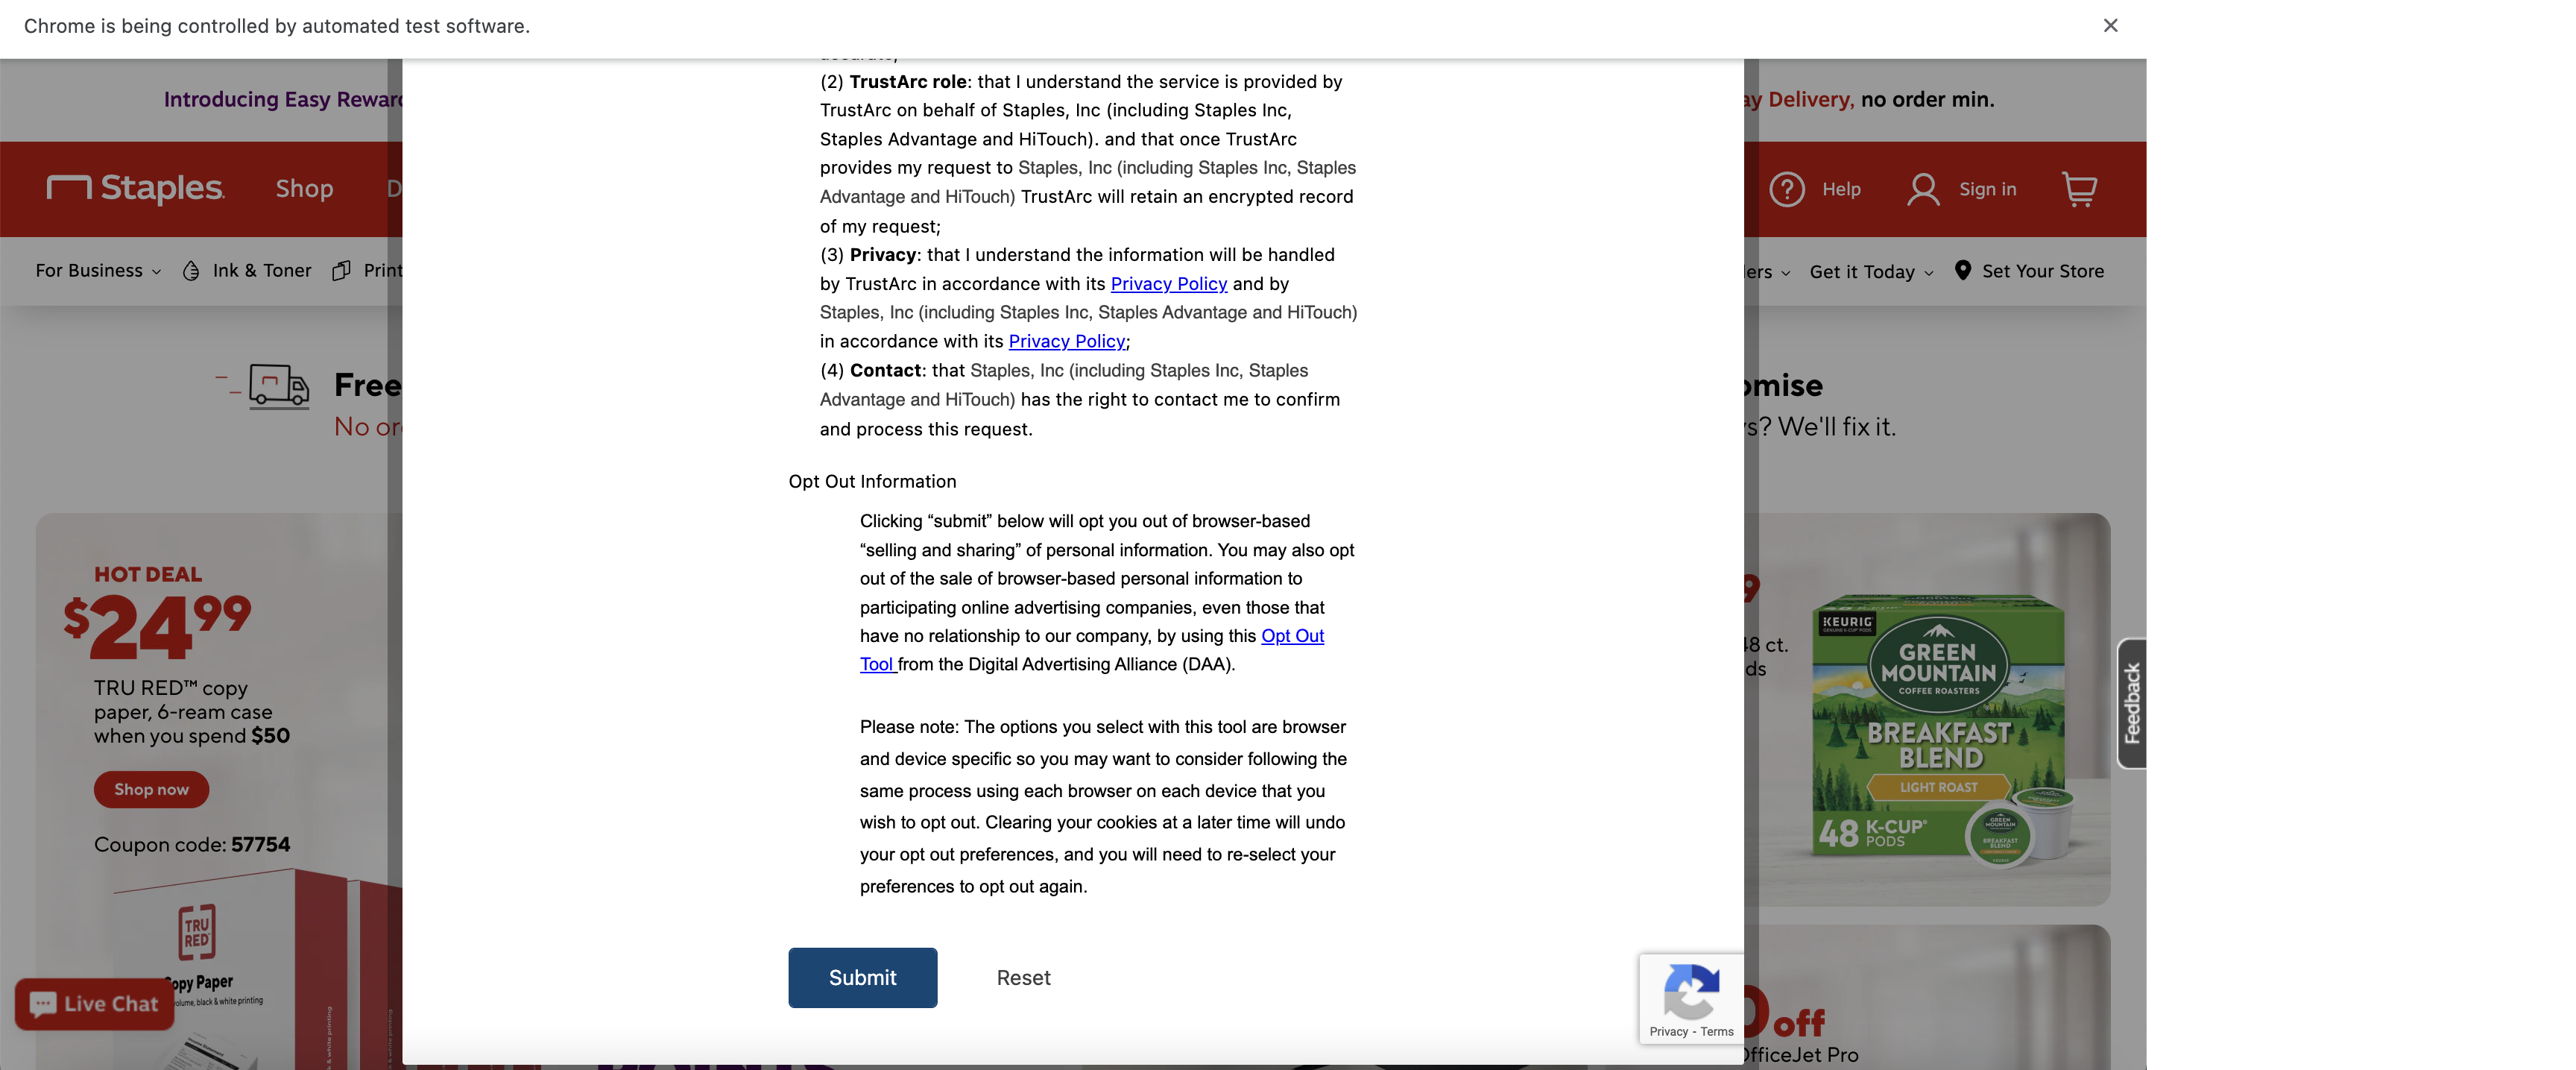 Chrome is being controlled by automated test software.
Introducing Easy Rewar
ay Delivery, no order min.
Staples
Shop
D
Help
Sign in
For Business
Ink & Toner
Print
lers
Get it Today
Set Your Store
Free
No or
omise
s? We'll fix it.
(2) TrustArc role: that I understand the service is provided by
TrustArc on behalf of Staples, Inc (including Staples Inc,
Staples Advantage and HiTouch). and that once TrustArc
provides my request to Staples, Inc (including Staples Inc, Staples
Advantage and HiTouch) TrustArc will retain an encrypted record
of my request;
(3) Privacy: that I understand the information will be handled
by TrustArc in accordance with its Privacy Policy and by
Staples, Inc (including Staples Inc, Staples Advantage and HiTouch)
in accordance with its Privacy Policy;
(4) Contact: that Staples, Inc (including Staples Inc, Staples
Advantage and HiTouch) has the right to contact me to confirm
and process this request.
Opt Out Information
Clicking “submit” below will opt you out of browser-based
“selling and sharing” of personal information. You may also opt
out of the sale of browser-based personal information to
participating online advertising companies, even those that
have no relationship to our company, by using this Opt Out
Tool from the Digital Advertising Alliance (DAA).
Please note: The options you select with this tool are browser
and device specific so you may want to consider following the
same process using each browser on each device that you
wish to opt out. Clearing your cookies at a later time will undo
your opt out preferences, and you will need to re-select your
preferences to opt out again.
Submit
Reset
Privacy - Terms
HOT DEAL
$24.99
TRU RED™ copy
paper, 6-ream case
when you spend $50
Shop now
Coupon code: 57754
TRU
RED
Copy Paper
volume, black & white printing
Live Chat
9
48 ct.
ds
KEURIG
GREEN
MOUNTAIN
COFFEE ROASTERS
BREAKFAST
BLEND
LIGHT ROAST
48 K-CUP®
PODS
Feedback
0 off
OfficeJet Pro